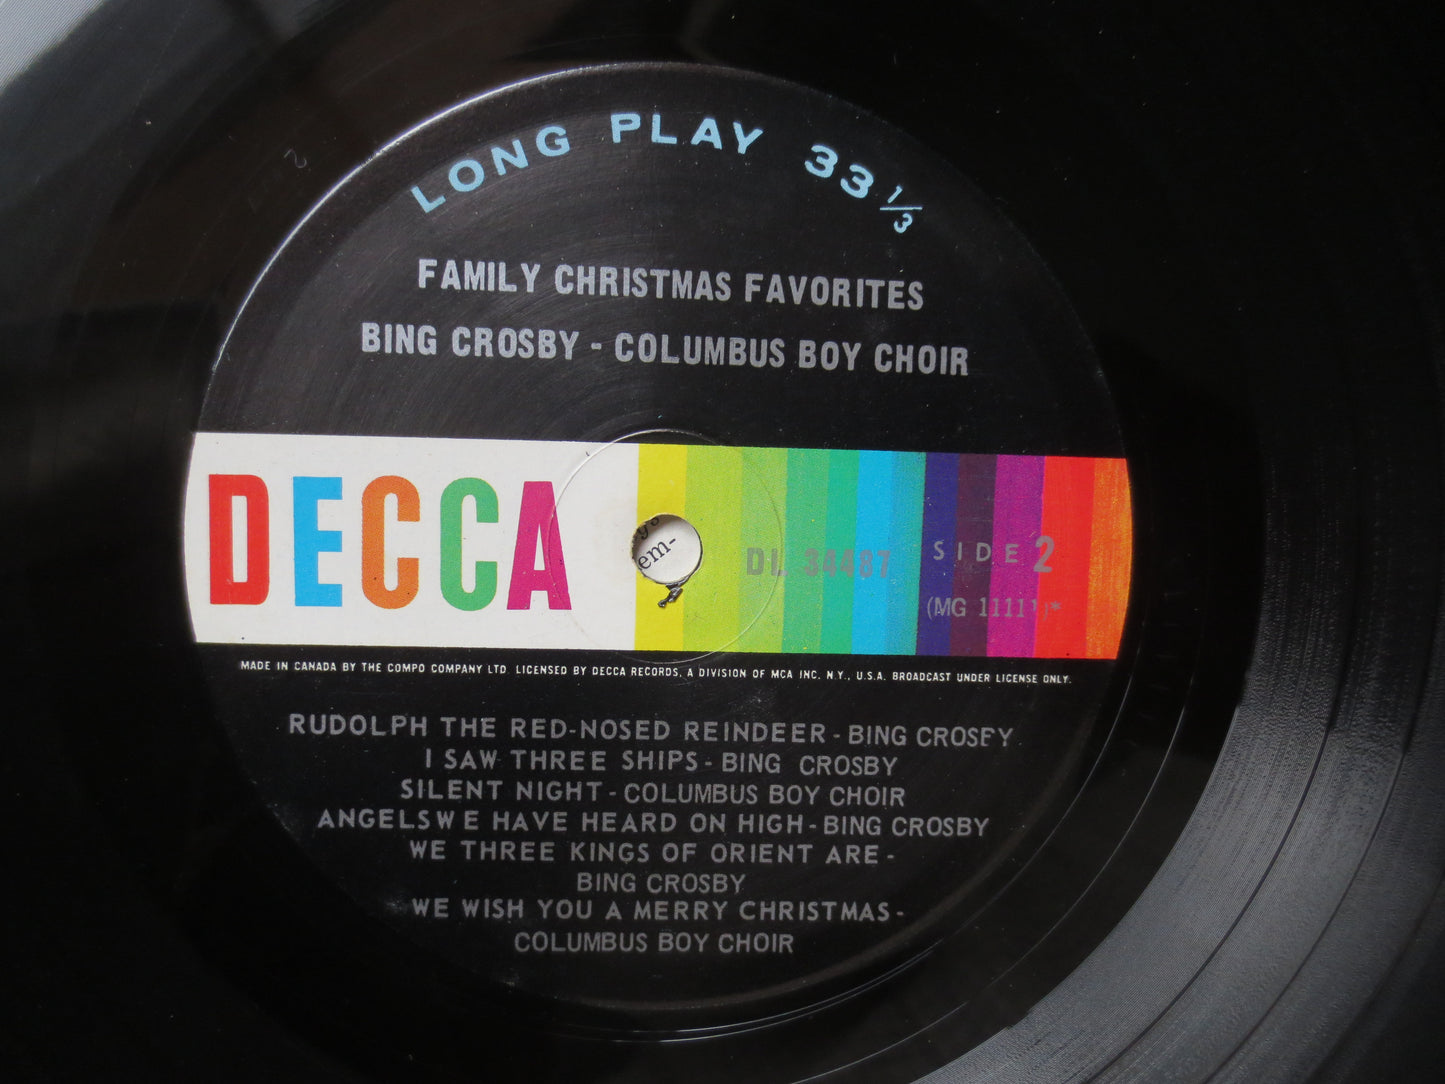 LONG PLAY 33 1/3
FAMILY CHRISTMAS FAVORITES
BING CROSBY - COLUMBUS BOY CHOIR
DECCA
em-
DL 34487
SIDE 2
(MG 11111)*
MADE IN CANADA BY THE COMPO COMPANY LTD. LICENSED BY DECCA RECORDS, A DIVISION OF MCA INC. N.Y., U.S.A. BROADCAST UNDER LICENSE ONLY.
RUDOLPH THE RED-NOSED REINDEER - BING CROSBY
I SAW THREE SHIPS - BING CROSBY
SILENT NIGHT - COLUMBUS BOY CHOIR
ANGELSWE HAVE HEARD ON HIGH - BING CROSBY
WE THREE KINGS OF ORIENT ARE -
BING CROSBY
WE WISH YOU A MERRY CHRISTMAS -
COLUMBUS BOY CHOIR